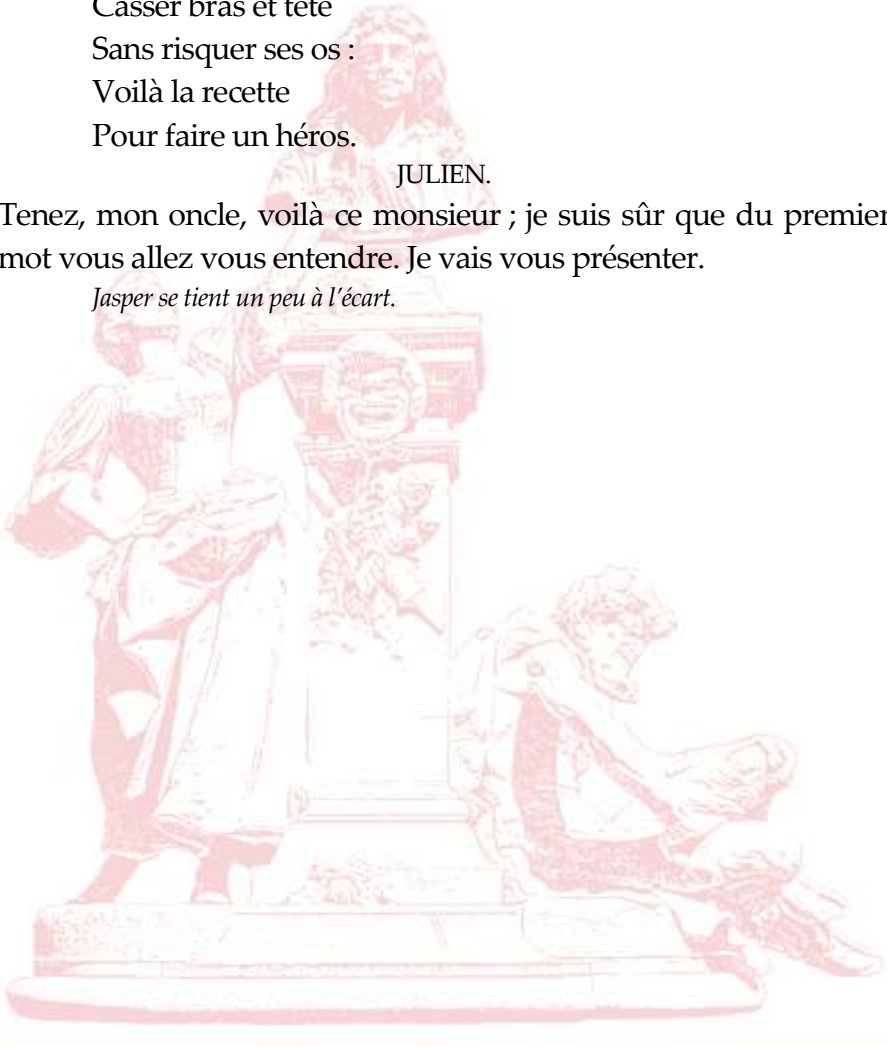 Casser bras et tête
Sans risquer ses os :
Voilà la recette
Pour faire un héros.
JULIEN.
Tenez, mon oncle, voilà ce monsieur ; je suis sûr que du premier
mot vous allez vous entendre. Je vais vous présenter.
Jasper se tient un peu à l’écart.